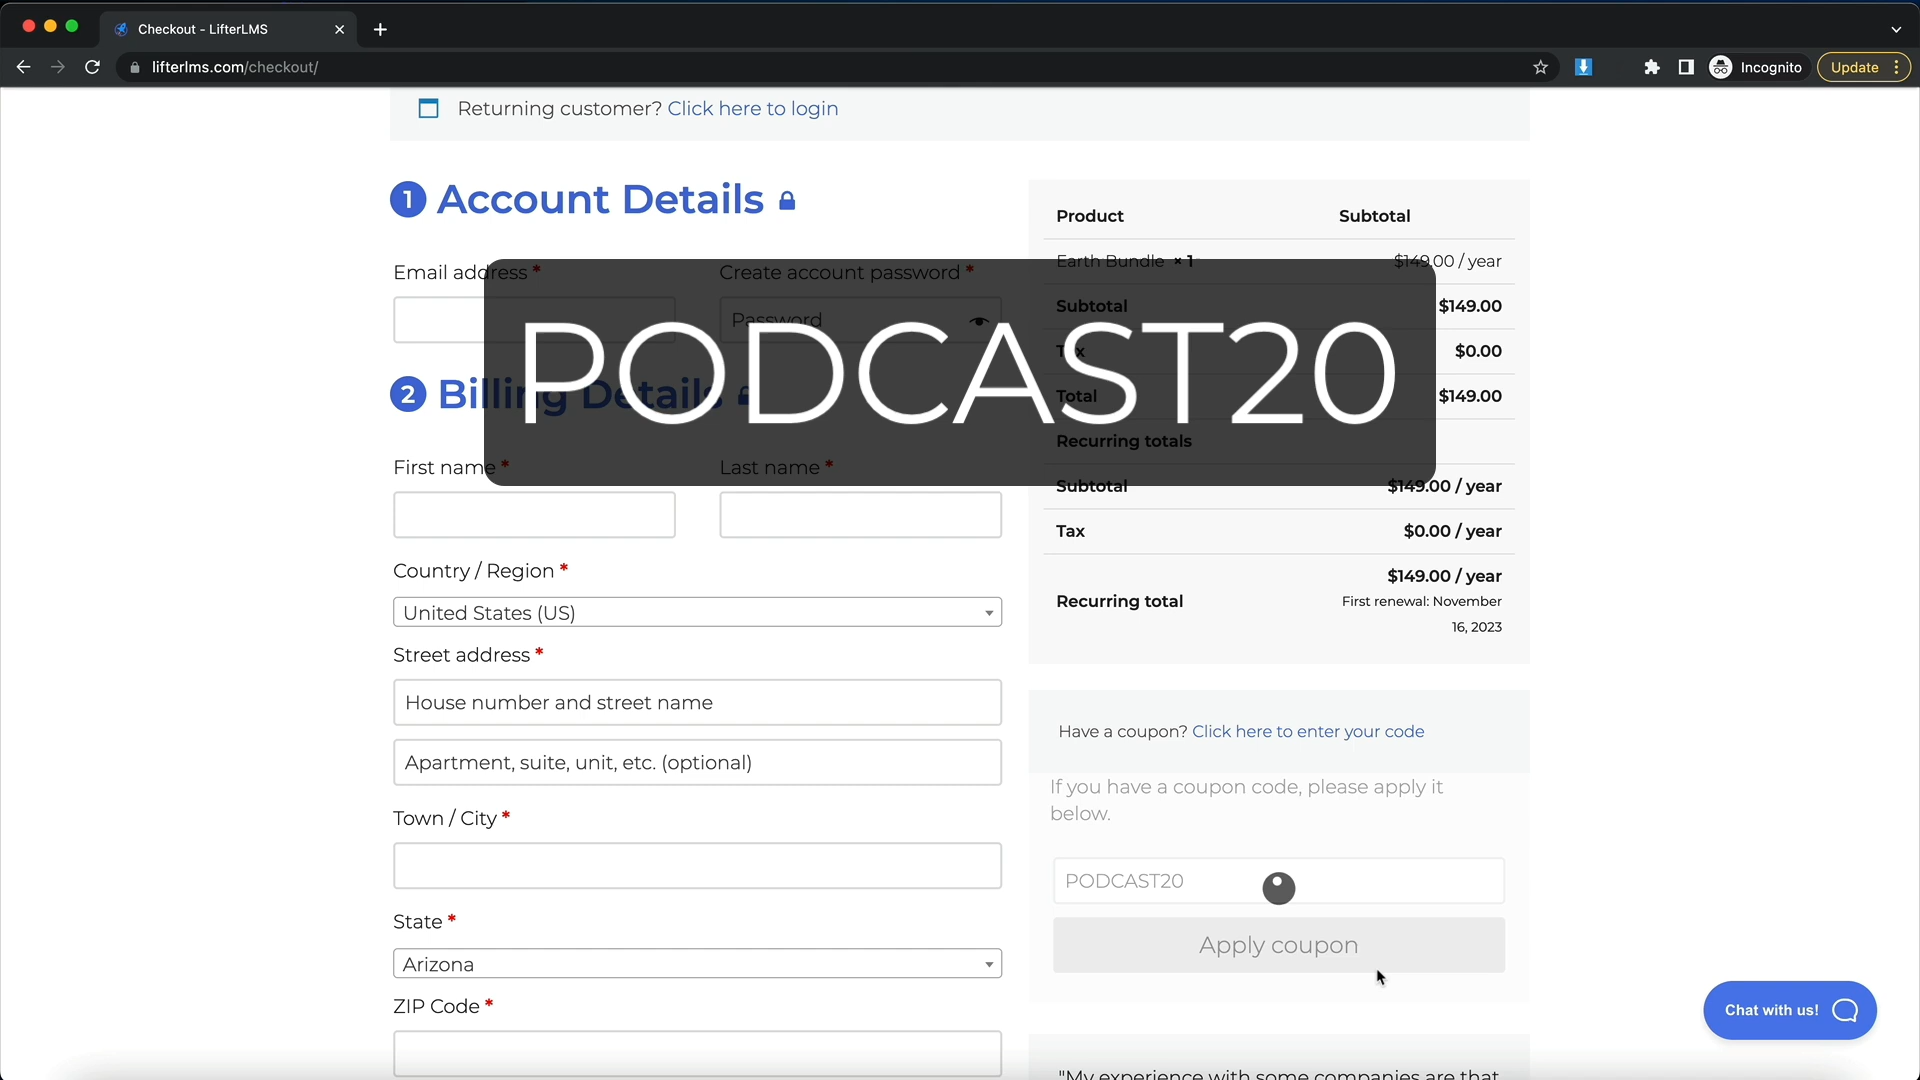 Checkout - LifterLMS
lifterlms.com/checkout/
Incognito
Update
Returning customer? Click here to login
1 Account Details
Email address *
Create account password *
Password
PODCAST20
2 Billing Details
First name *
Last name *
Country / Region *
United States (US)
Street address *
House number and street name
Apartment, suite, unit, etc. (optional)
Town / City *
State *
Arizona
ZIP Code *
Product Subtotal
Earth Bundle × 1 $149.00 / year
Subtotal $149.00
Tax $0.00
Total $149.00
Recurring totals
Subtotal $149.00 / year
Tax $0.00 / year
Recurring total $149.00 / year
First renewal: November
16, 2023
Have a coupon? Click here to enter your code
If you have a coupon code, please apply it
below.
PODCAST20
Apply coupon
"My experience with some companies are that
Chat with us!